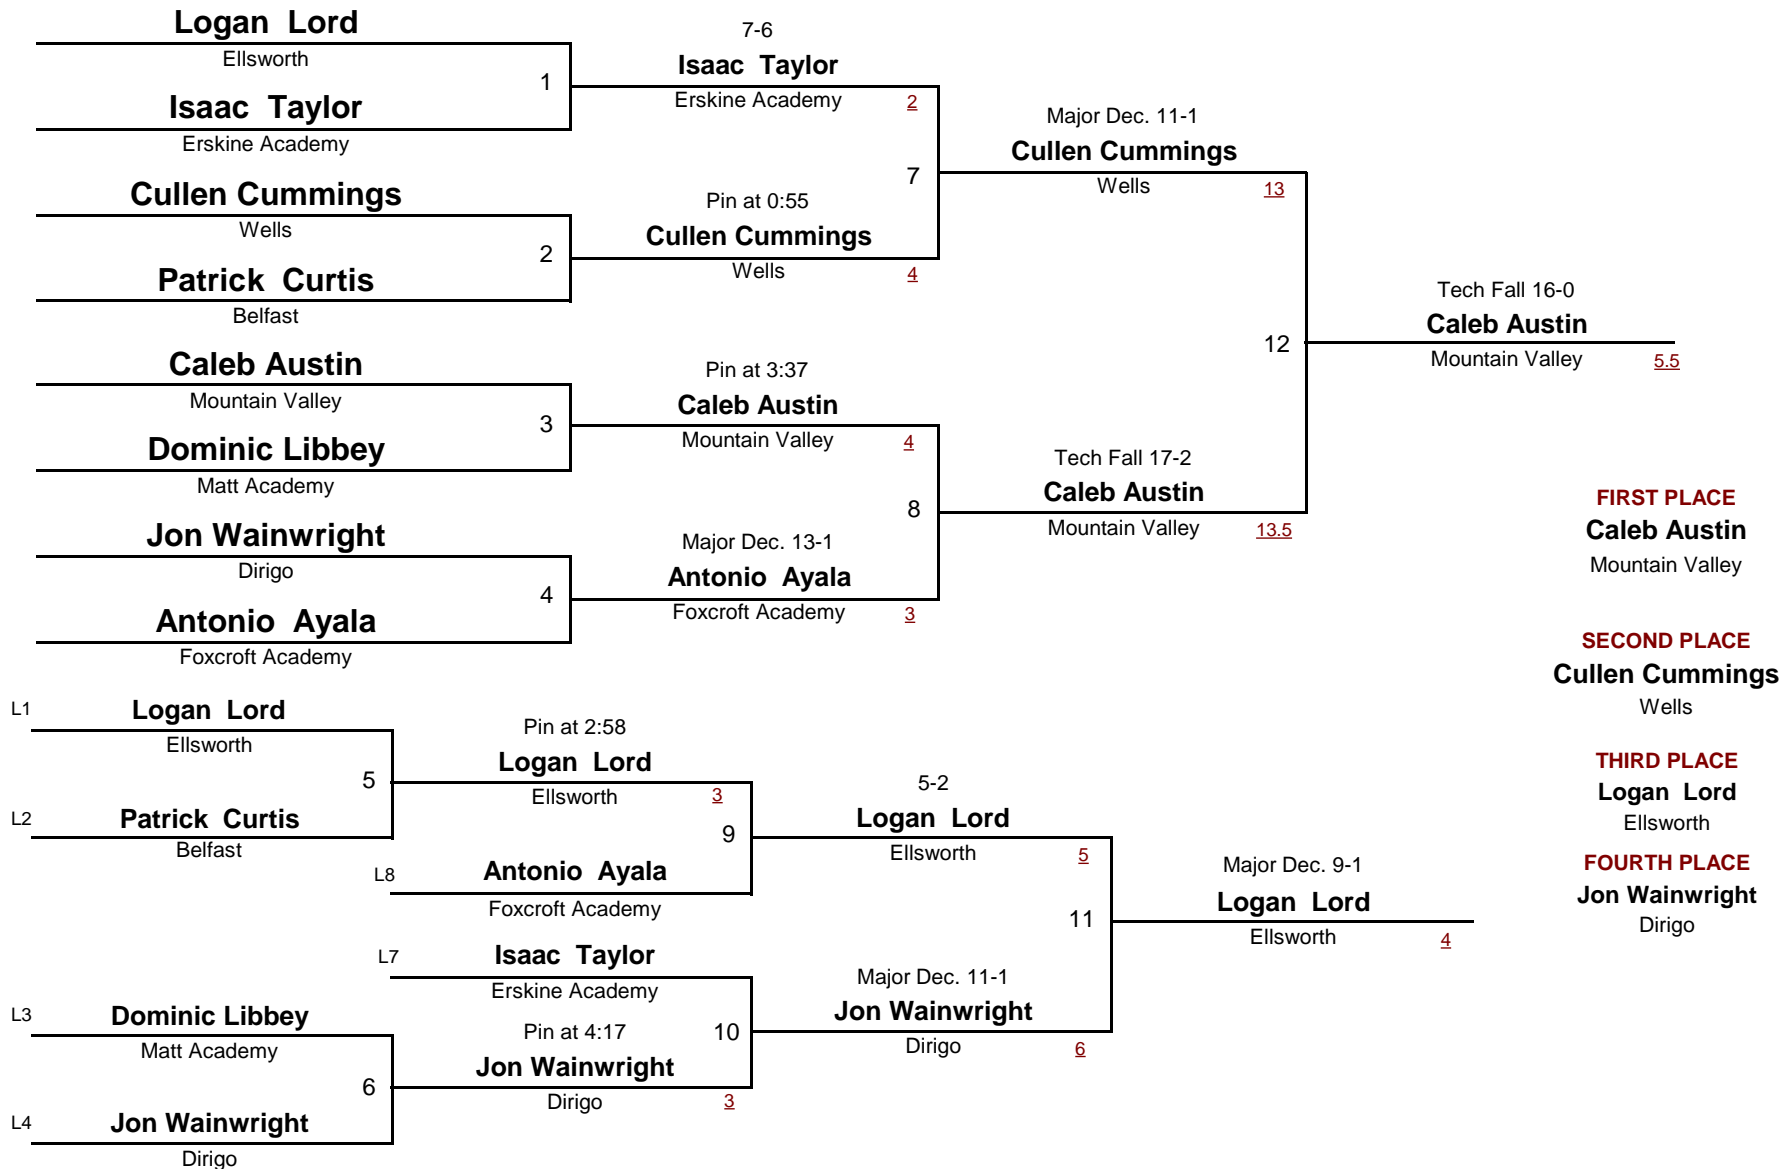 Logan Lord
Ellsworth
1
Isaac Taylor
Erskine Academy
7-6
Isaac Taylor
Erskine Academy 2
Cullen Cummings
Wells
2
Patrick Curtis
Belfast
Pin at 0:55
Cullen Cummings
Wells 4
7
Major Dec. 11-1
Cullen Cummings
Wells 13
Caleb Austin
Mountain Valley
3
Dominic Libbey
Matt Academy
Pin at 3:37
Caleb Austin
Mountain Valley 4
Jon Wainwright
Dirigo
4
Antonio Ayala
Foxcroft Academy
Major Dec. 13-1
Antonio Ayala
Foxcroft Academy 3
8
Tech Fall 17-2
Caleb Austin
Mountain Valley 13.5
12
Tech Fall 16-0
Caleb Austin
Mountain Valley 5.5
FIRST PLACE
Caleb Austin
Mountain Valley
SECOND PLACE
Cullen Cummings
Wells
THIRD PLACE
Logan Lord
Ellsworth
FOURTH PLACE
Jon Wainwright
Dirigo
L1 Logan Lord
Ellsworth
5
L2 Patrick Curtis
Belfast
Pin at 2:58
Logan Lord
Ellsworth 3
9
L8 Antonio Ayala
Foxcroft Academy
5-2
Logan Lord
Ellsworth 5
L7 Isaac Taylor
Erskine Academy
10
L3 Dominic Libbey
Matt Academy
6
L4 Jon Wainwright
Dirigo
Pin at 4:17
Jon Wainwright
Dirigo 3
Major Dec. 11-1
Jon Wainwright
Dirigo 6
11
Major Dec. 9-1
Logan Lord
Ellsworth 4